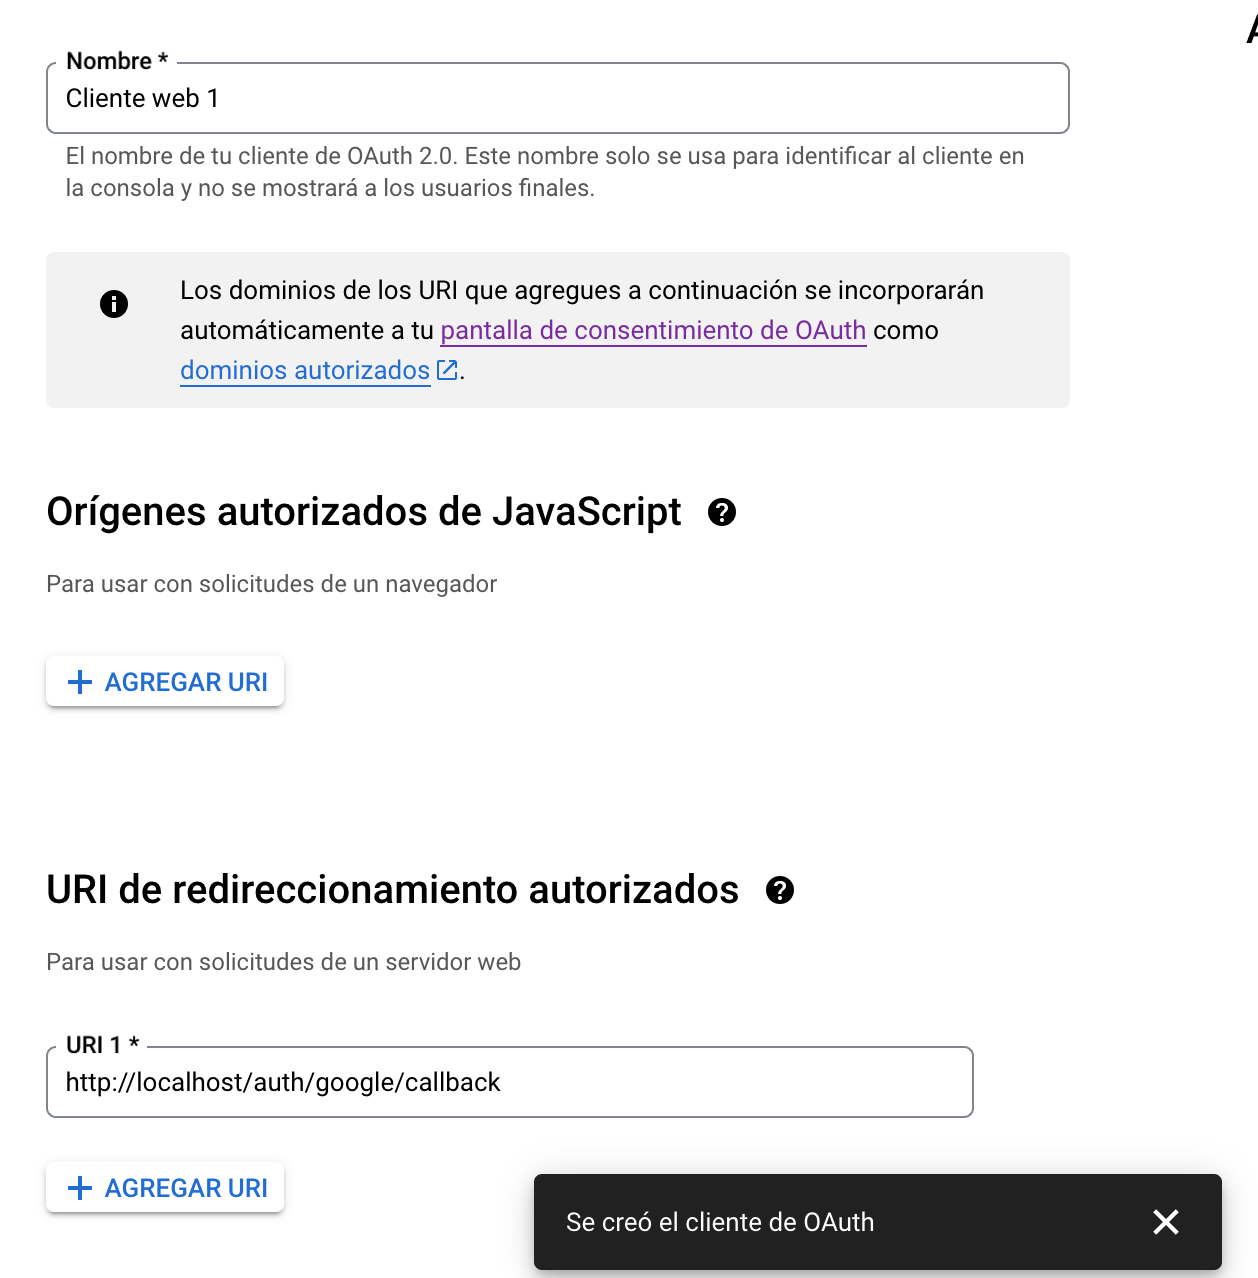 Nombre *
Cliente web 1
El nombre de tu cliente de OAuth 2.0. Este nombre solo se usa para identificar al cliente en
la consola y no se mostrará a los usuarios finales.
Los dominios de los URI que agregues a continuación se incorporarán
automáticamente a tu pantalla de consentimiento de OAuth como
dominios autorizados.
Orígenes autorizados de JavaScript
Para usar con solicitudes de un navegador
+ AGREGAR URI
URI de redireccionamiento autorizados
Para usar con solicitudes de un servidor web
URI 1 *
http://localhost/auth/google/callback
+ AGREGAR URI
Se creó el cliente de OAuth